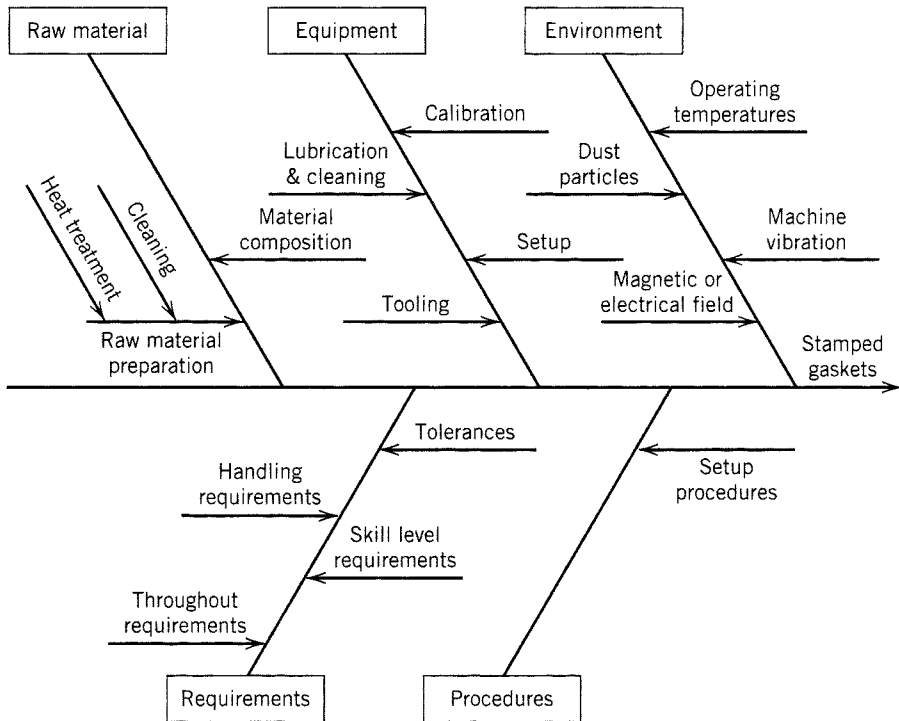 Raw material
Equipment
Environment
Operating
temperatures
Calibration
Lubrication
& cleaning
Dust
particles
Heat treatment
Cleaning
Material
composition
Setup
Machine
vibration
Magnetic or
electrical field
Tooling
Raw material
preparation
Stamped
gaskets
Tolerances
Handling
requirements
Setup
procedures
Skill level
requirements
Throughout
requirements
Requirements
Procedures